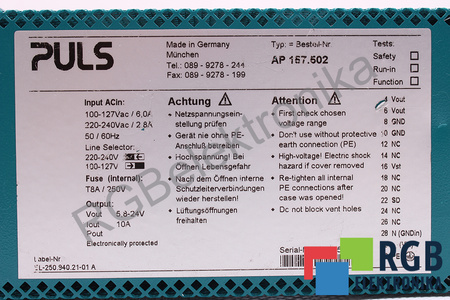 PULS
Made in Germany
München
Tel.: 089 - 9278 - 244
Fax.: 089 - 9278 - 199
Typ: = Bestell-Nr
AP 157.502
Tests:
Safety
Run-in
Function
Input ACin:
100-127Vac / 6,0A
220-240Vac / 2,8A
50 / 60Hz
Line Selector:
220-240V
100-127V
Fuse (internal):
T8A / 250V
Output:
Vout 5,8-24V
Iout 10A
Pout
Electronically protected
Label-Nr.
-250.940.21-01 A
Achtung
Netzspannungsein-
stellung prüfen
Gerät nie ohne PE-
Anschluß betreiben
Hochspannung! Bei
Öffnen Lebensgefahr!
Nach dem Öffnen innere
Schutzleiterverbindungen
wieder herstellen!
Lüftungsöffnungen
freihalten
Attention
First check chosen
voltage range
Don't use without protective
earth connection (PE)
High-voltage! Electric shock
hazard if cover removed
Re-tighten all internal
PE connections after
case was opened!
Do not block vent holes
Serial-
4 Vout
6 Vout
8 GND
10 GND
12 NC
14 NC
16 Vst
18 NC
20 NC
22 SD
24 NC
26 NC
28 N (GNDin)
RGB elektronika
RGB
ELEKTRONIKA